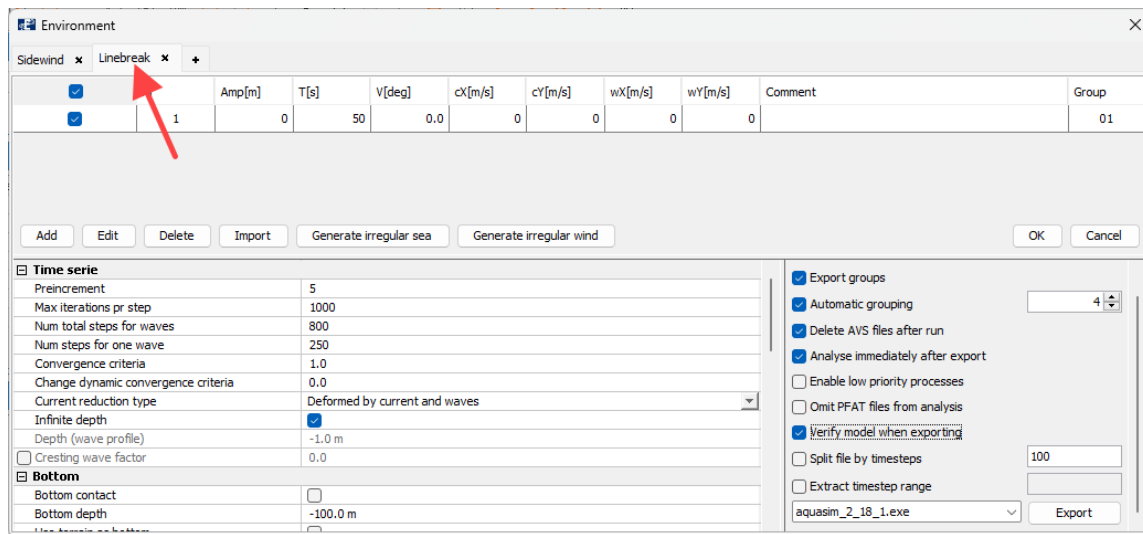 Environment
Sidewind × Linebreak × +
Amp[m] T[s] V[deg] cX[m/s] cY[m/s] wX[m/s] wY[m/s] Comment Group
1 0 50 0.0 0 0 0 0 01
Add Edit Delete Import Generate irregular sea Generate irregular wind OK Cancel
Time serie
Preincrement 5
Max iterations pr step 1000
Num total steps for waves 800
Num steps for one wave 250
Convergence criteria 1.0
Change dynamic convergence criteria 0.0
Current reduction type Deformed by current and waves
Infinite depth
Depth (wave profile) -1.0 m
Cresting wave factor 0.0
Bottom
Bottom contact
Bottom depth -100.0 m
Export groups
Automatic grouping 4
Delete AVS files after run
Analyse immediately after export
Enable low priority processes
Omit PFAT files from analysis
Verify model when exporting
Split file by timesteps 100
Extract timestep range
aquasim_2_18_1.exe Export